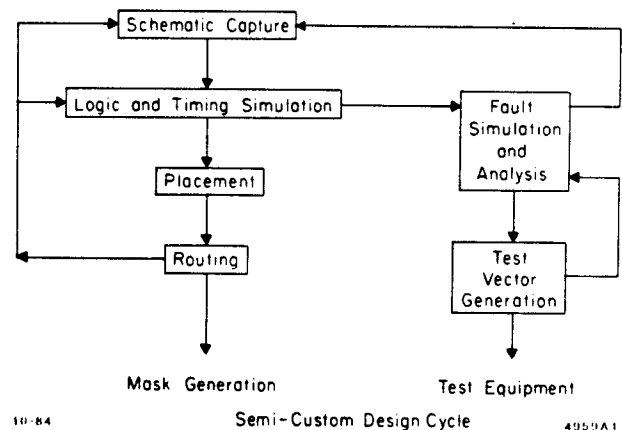 Schematic Capture
Logic and Timing Simulation
Fault
Simulation
and
Analysis
Placement
Routing
Test
Vector
Generation
Mask Generation
Test Equipment
10-84
Semi-Custom Design Cycle
4959A1